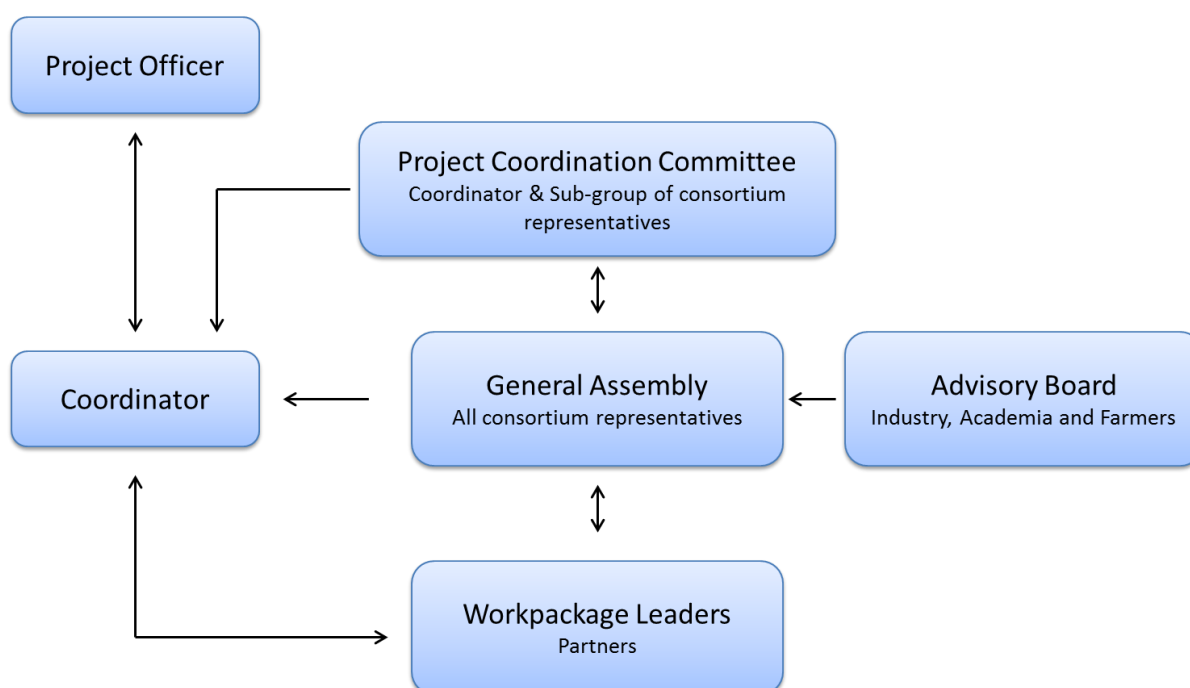 Project Officer
Project Coordination Committee
Coordinator & Sub-group of consortium
representatives
Coordinator
General Assembly
All consortium representatives
Advisory Board
Industry, Academia and Farmers
Workpackage Leaders
Partners